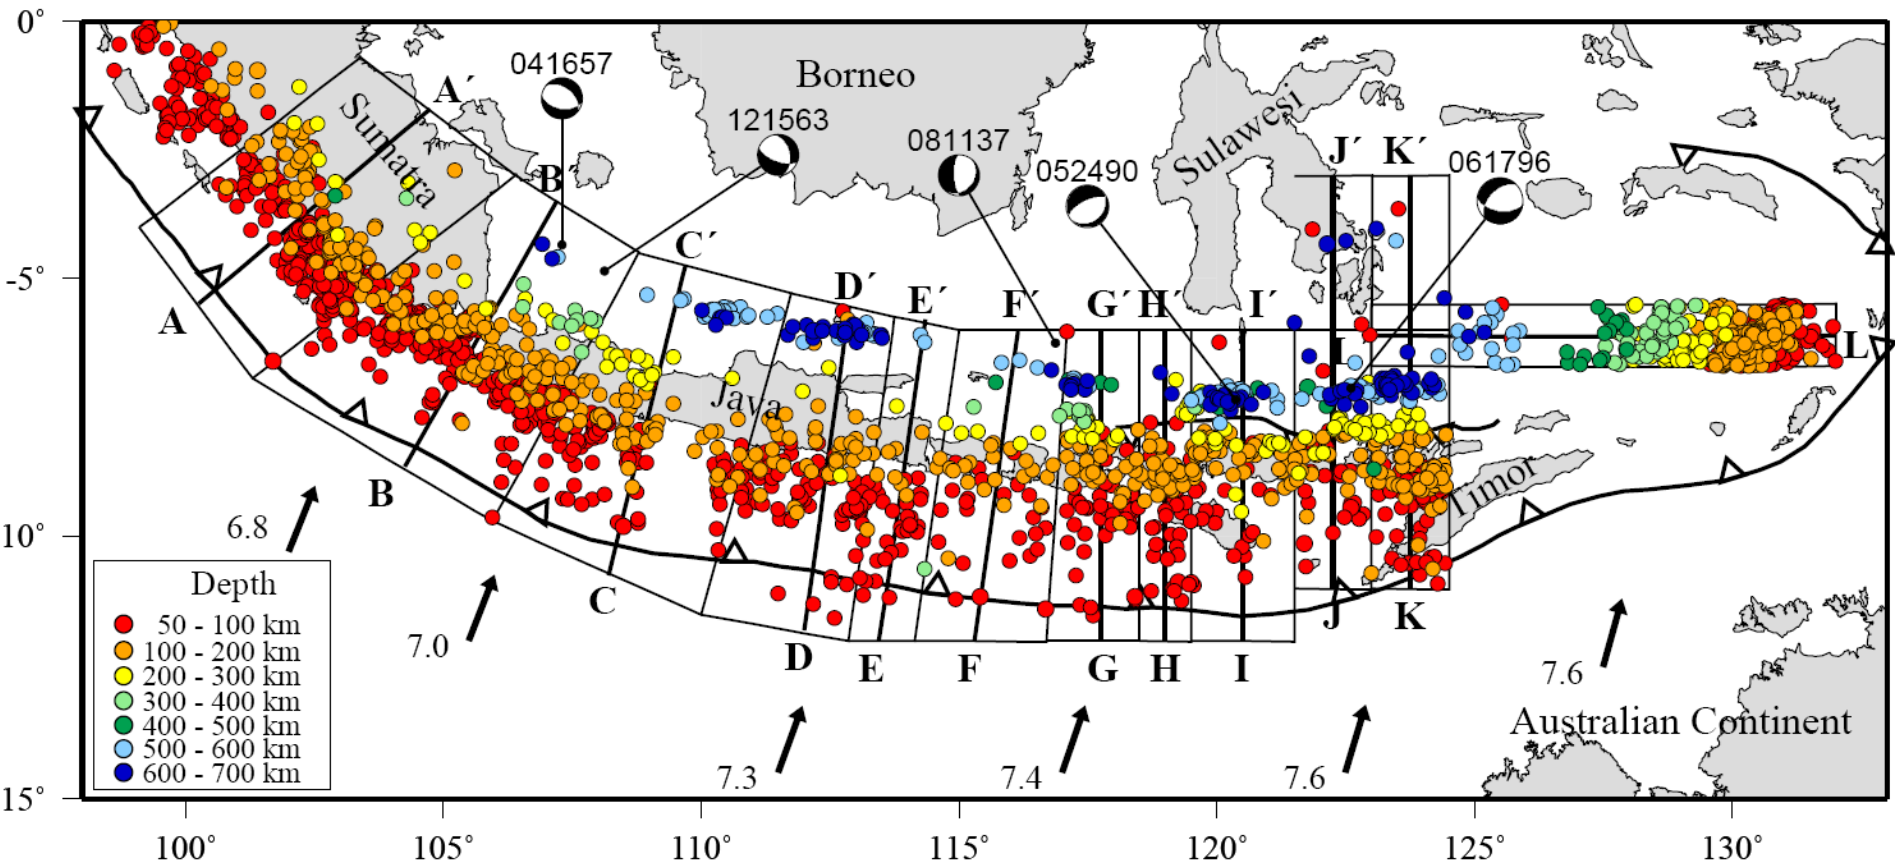 0°
-5°
10°
15°
100°
105°
110°
115°
120°
125°
130°
041657
121563
081137
052490
061796
Borneo
Sumatra
Sulawesi
Java
Timor
Australian Continent
A´
B´
C´
D´
E´
F´
G´
H´
I´
J´
K´
L
A
B
C
D
E
F
G
H
I
J
K
6.8
7.0
7.3
7.4
7.6
7.6
Depth
50 - 100 km
100 - 200 km
200 - 300 km
300 - 400 km
400 - 500 km
500 - 600 km
600 - 700 km